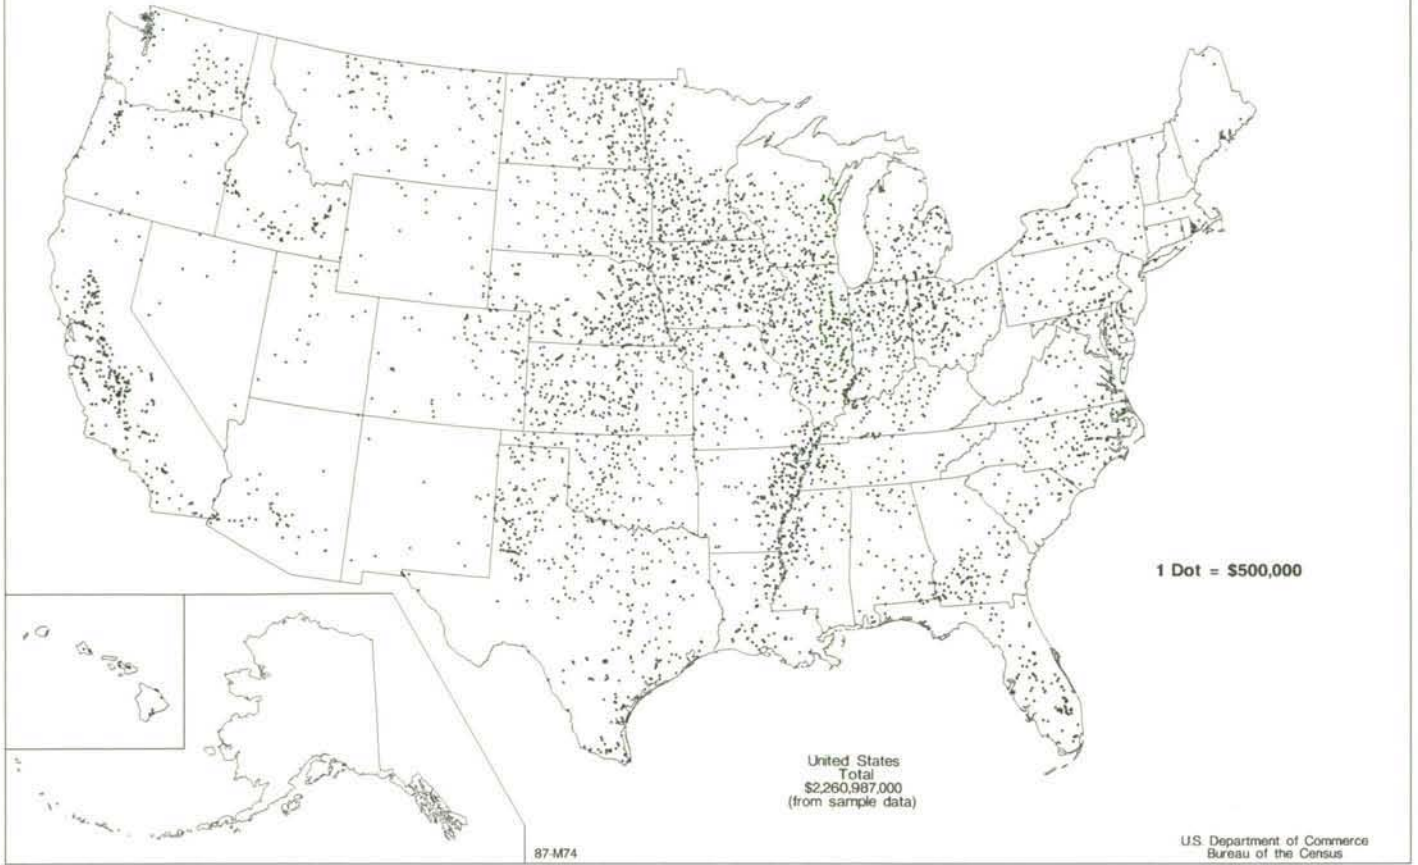 1 Dot = $500,000
United States
Total
$2,260,987,000
(from sample data)
87-M74
U.S. Department of Commerce
Bureau of the Census